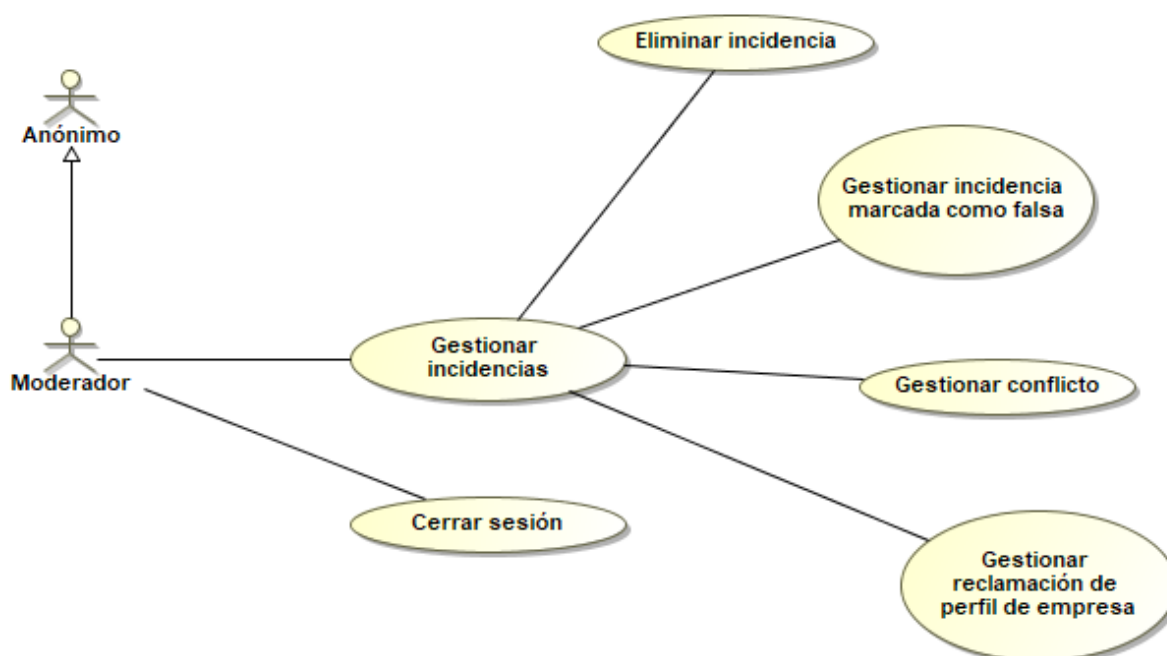 Eliminar incidencia
Anónimo
Gestionar incidencia
marcada como falsa
Gestionar
incidencias
Moderador
Gestionar conflicto
Cerrar sesión
Gestionar
reclamación de
perfil de empresa